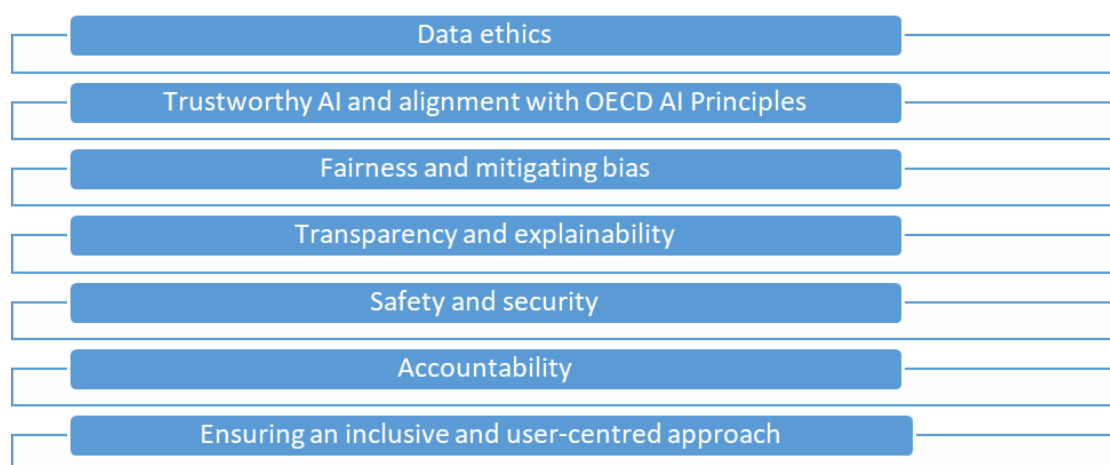 Data ethics
Trustworthy AI and alignment with OECD AI Principles
Fairness and mitigating bias
Transparency and explainability
Safety and security
Accountability
Ensuring an inclusive and user-centred approach